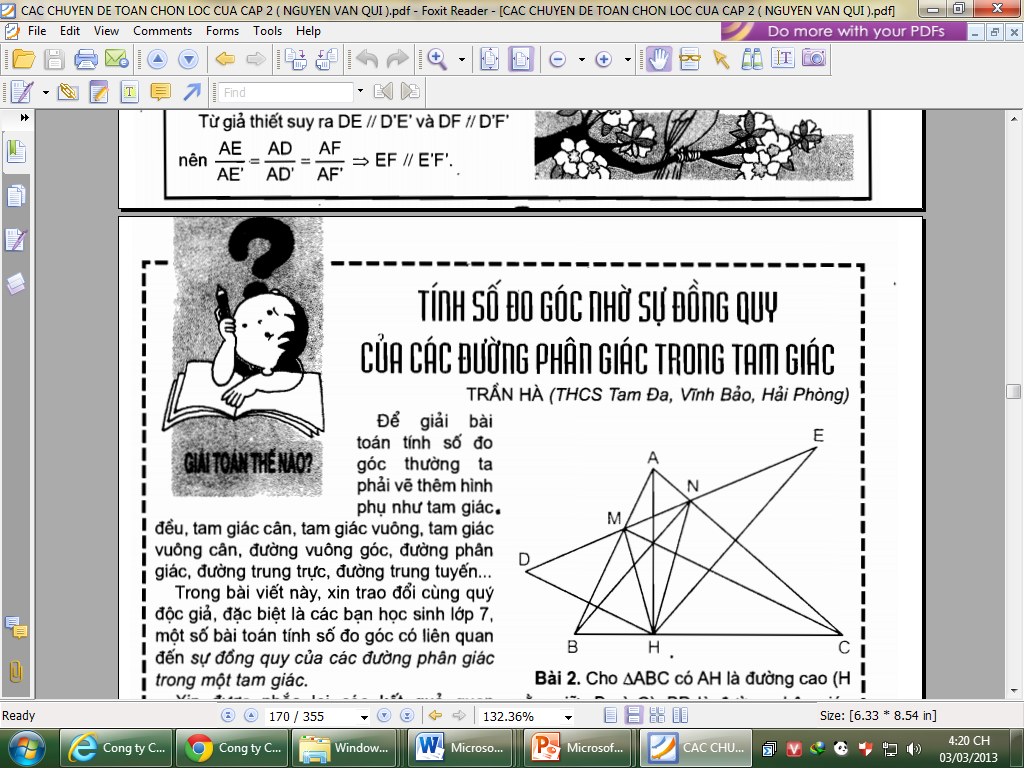 CAC CHUYEN DE TOAN CHON LOC CUA CAP 2 ( NGUYEN VAN QUI ).pdf - Foxit Reader - [CAC CHUYEN DE TOAN CHON LOC CUA CAP 2 ( NGUYEN VAN QUI ).pdf]
File Edit View Comments Forms Tools Help
Do more with your PDFs
Find
Từ giả thiết suy ra DE // D'E' và DF // D'F'
nên AE/AE' = AD/AD' = AF/AF' ⇒ EF // E'F'.
TÍNH SỐ ĐO GÓC NHỜ SỰ ĐỒNG QUY
CỦA CÁC ĐƯỜNG PHÂN GIÁC TRONG TAM GIÁC
TRẦN HÀ (THCS Tam Đa, Vĩnh Bảo, Hải Phòng)
GIẢI TOÁN THẾ NÀO?
Để giải bài
toán tính số đo
góc thường ta
phải vẽ thêm hình
phụ như tam giác
đều, tam giác cân, tam giác vuông, tam giác
vuông cân, đường vuông góc, đường phân
giác, đường trung trực, đường trung tuyến...
Trong bài viết này, xin trao đổi cùng quý
độc giả, đặc biệt là các bạn học sinh lớp 7,
một số bài toán tính số đo góc có liên quan
đến sự đồng quy của các đường phân giác
trong một tam giác.
E
A
N
M
D
B H C
Bài 2. Cho ΔABC có AH là đường cao (H
Ready
170 / 355
132.36%
Size: [6.33 * 8.54 in]
Cong ty C...
Cong ty C...
Window...
Microso...
Microsof...
CAC CHU...
4:20 CH
03/03/2013